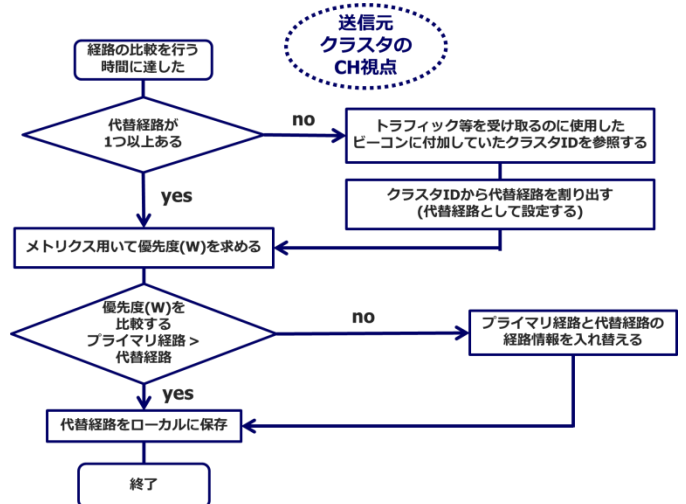 送信元
クラスタの
CH視点
経路の比較を行う
時間に達した
代替経路が
1つ以上ある
no
トラフィック等を受け取るのに使用した
ビーコンに付加していたクラスタIDを参照する
yes
クラスタIDから代替経路を割り出す
(代替経路として設定する)
メトリクス用いて優先度(W)を求める
優先度(W)を
比較する
プライマリ経路 >
代替経路
no
プライマリ経路と代替経路の
経路情報を入れ替える
yes
代替経路をローカルに保存
終了